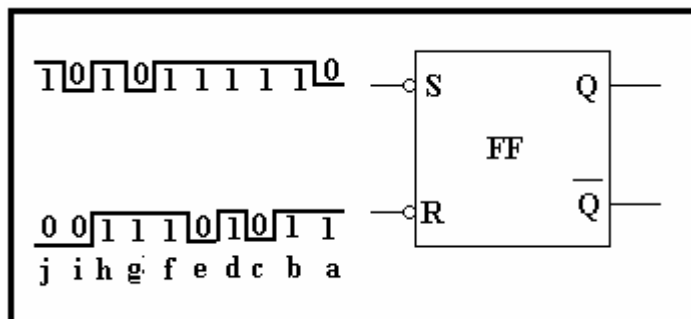 1 0 1 0 1 1 1 1 1 0
S Q
FF
R Q̅
0 0 1 1 1 0 1 0 1 1
j i h g f e d c b a